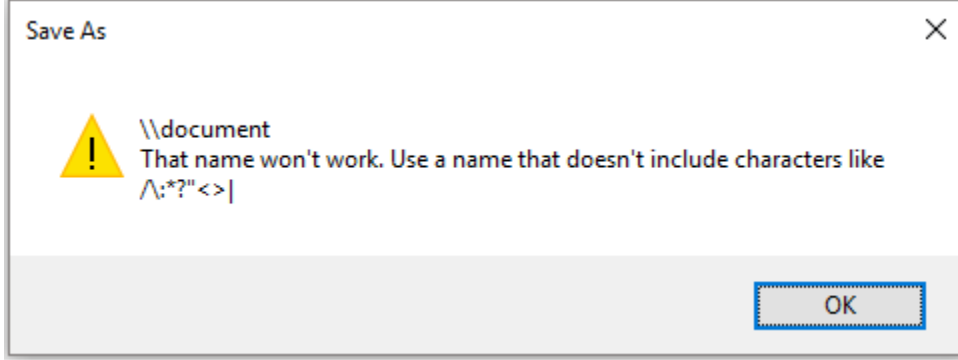 Save As
\\document
That name won't work. Use a name that doesn't include characters like
/\:*?"<>|
OK